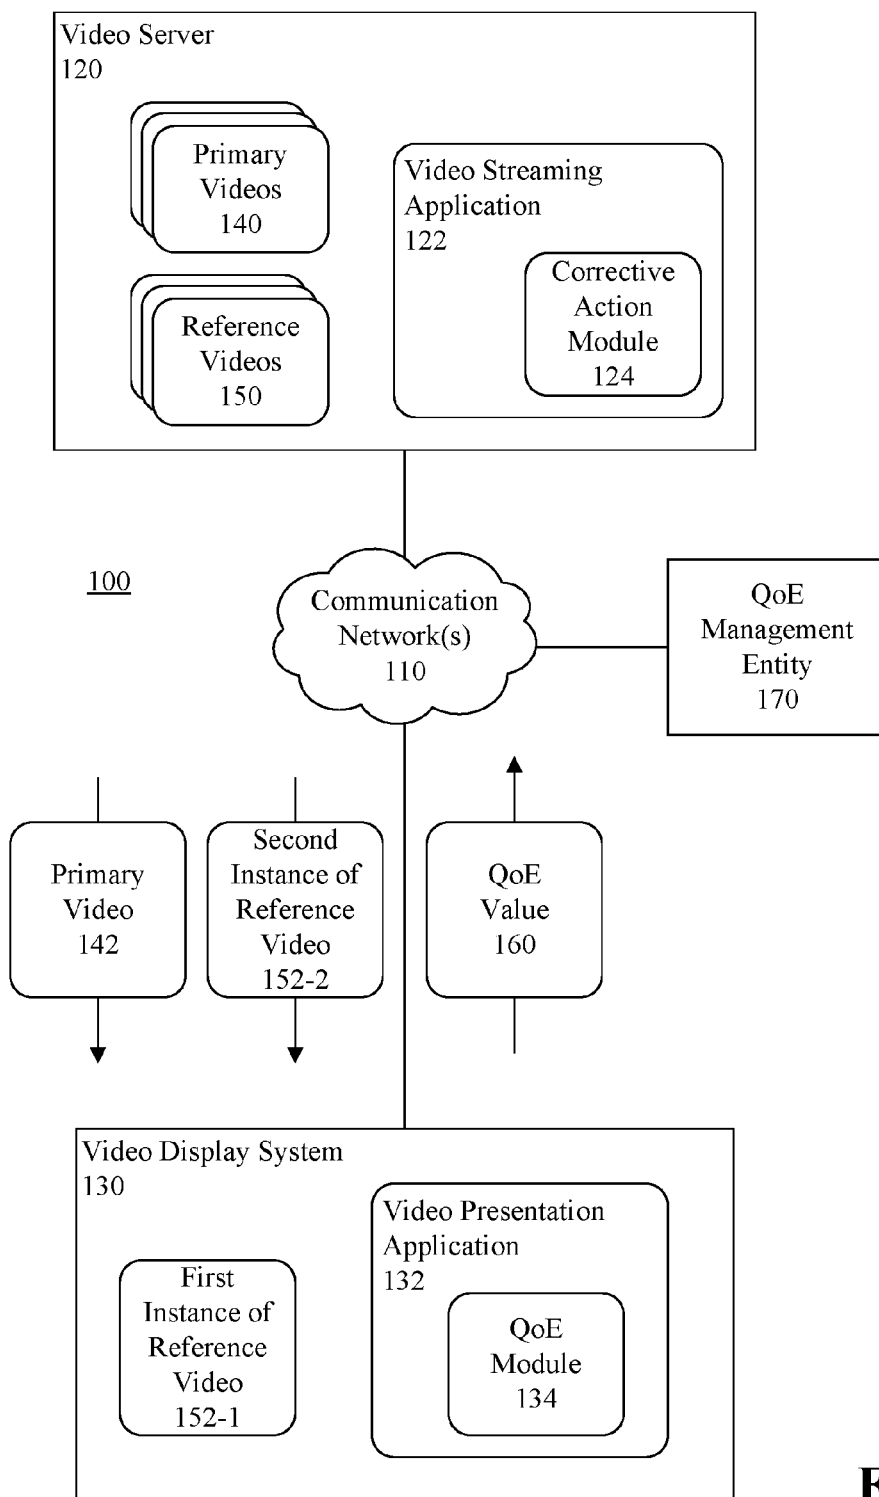 Video Server
120
Primary
Videos
140
Reference
Videos
150
Video Streaming
Application
122
Corrective
Action
Module
124
100
Communication
Network(s)
110
QoE
Management
Entity
170
Primary
Video
142
Second
Instance of
Reference
Video
152-2
QoE
Value
160
Video Display System
130
First
Instance of
Reference
Video
152-1
Video Presentation
Application
132
QoE
Module
134